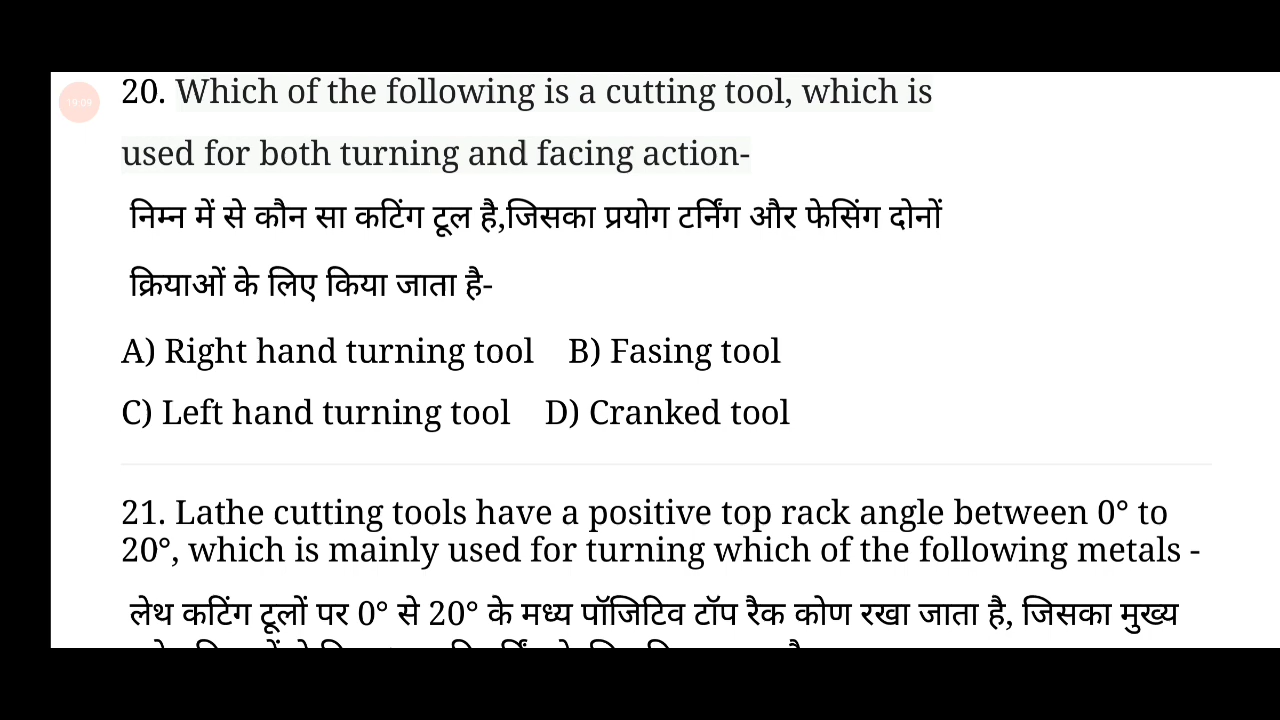 19:09
20. Which of the following is a cutting tool, which is
used for both turning and facing action-
निम्न में से कौन सा कटिंग टूल है,जिसका प्रयोग टर्निंग और फेसिंग दोनों
क्रियाओं के लिए किया जाता है-
A) Right hand turning tool B) Fasing tool
C) Left hand turning tool D) Cranked tool
21. Lathe cutting tools have a positive top rack angle between 0° to
20°, which is mainly used for turning which of the following metals -
लेथ कटिंग टूलों पर 0° से 20° के मध्य पॉजिटिव टॉप रैक कोण रखा जाता है, जिसका मुख्य